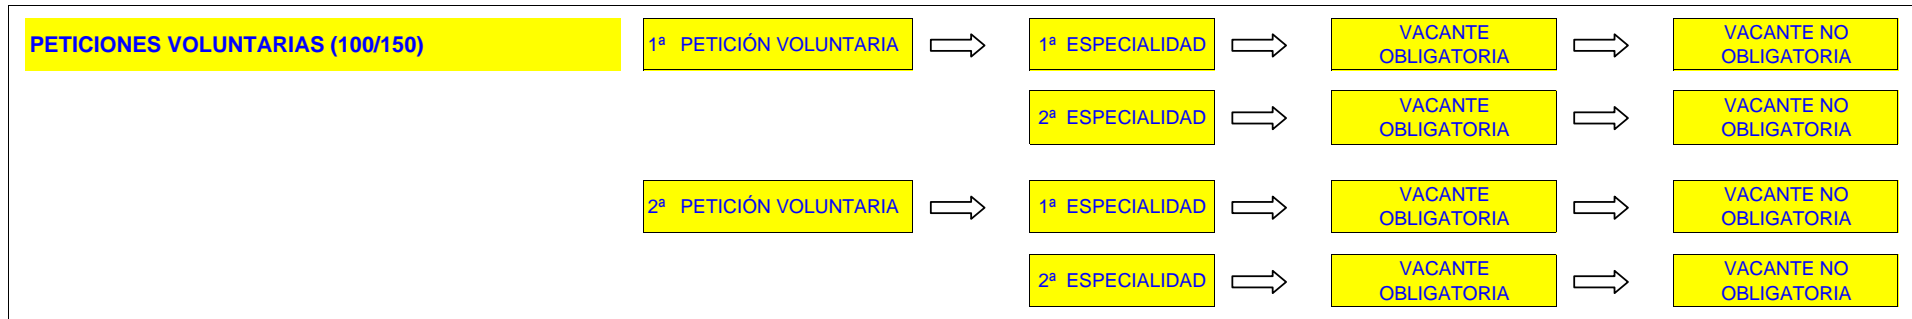 PETICIONES VOLUNTARIAS (100/150)
1ª PETICIÓN VOLUNTARIA
1ª ESPECIALIDAD
VACANTE
OBLIGATORIA
VACANTE NO
OBLIGATORIA
2ª ESPECIALIDAD
VACANTE
OBLIGATORIA
VACANTE NO
OBLIGATORIA
2ª PETICIÓN VOLUNTARIA
1ª ESPECIALIDAD
VACANTE
OBLIGATORIA
VACANTE NO
OBLIGATORIA
2ª ESPECIALIDAD
VACANTE
OBLIGATORIA
VACANTE NO
OBLIGATORIA